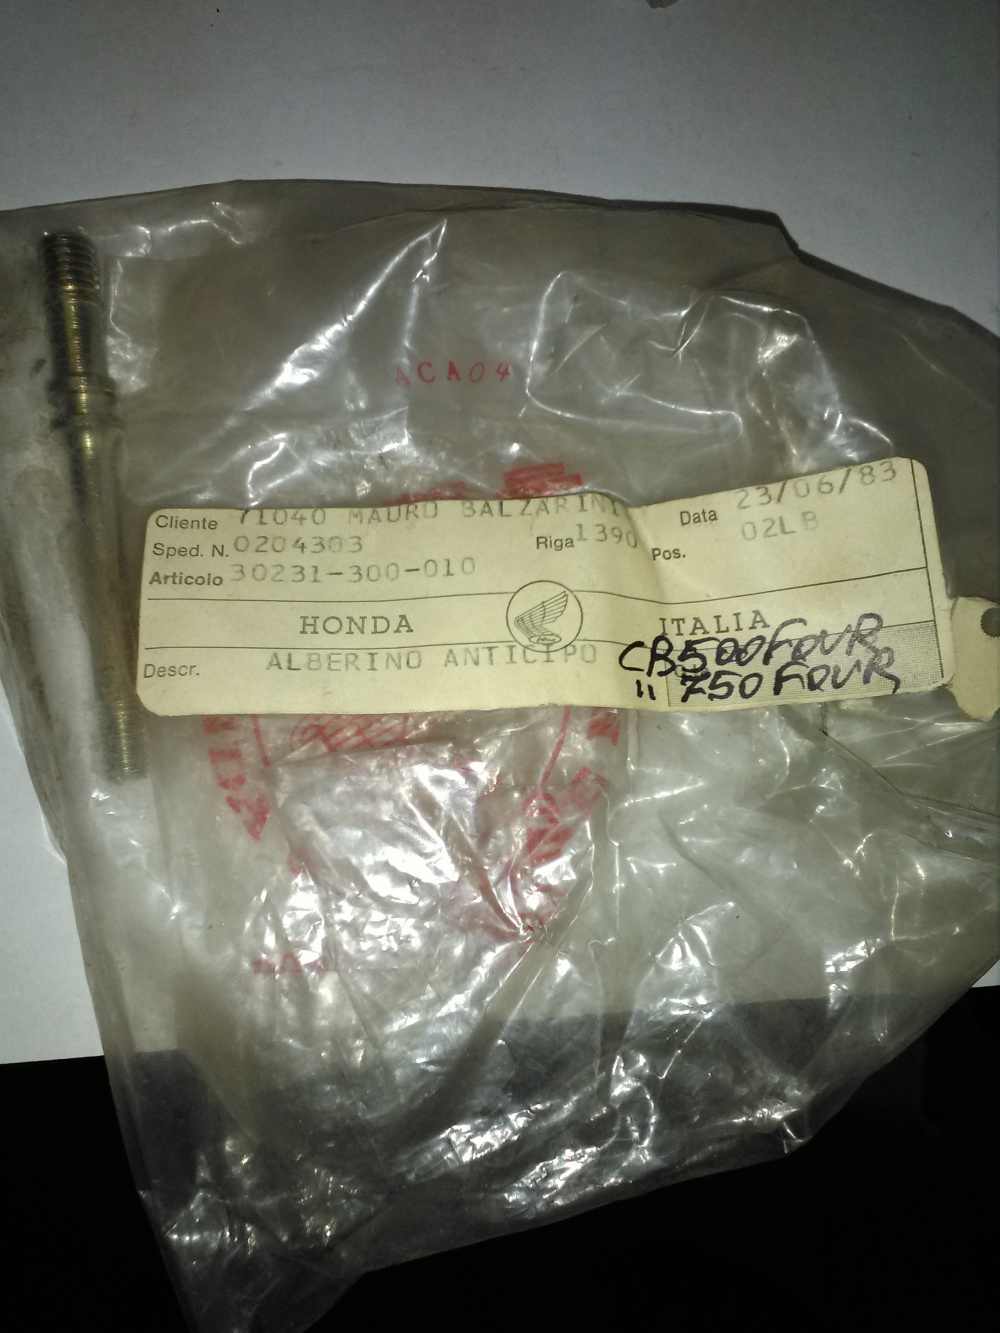 ACA04
Cliente 71040 MAURO BALZARINI Data 23/06/83
Sped. N. 0204303 Riga 1390 Pos. 02LB
Articolo 30231-300-010
HONDA ITALIA
Descr. ALBERINO ANTICIPO CB500FOUR
" 750FOUR